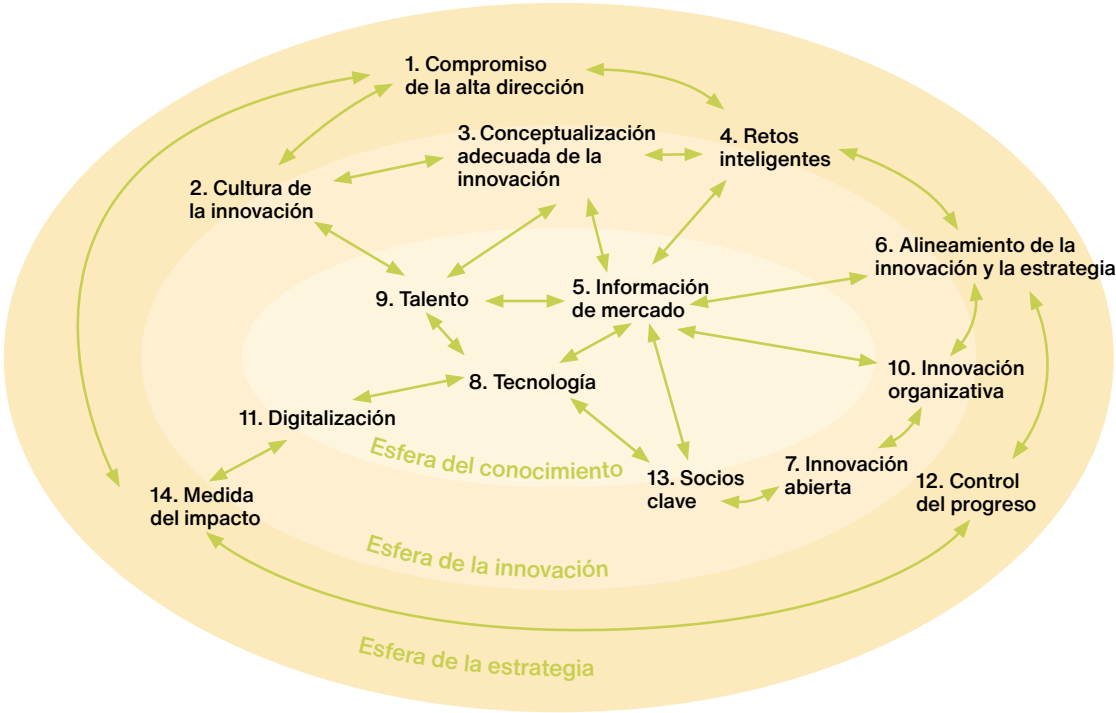 1. Compromiso
de la alta dirección
3. Conceptualización
adecuada de la
innovación
4. Retos
inteligentes
2. Cultura de
la innovación
6. Alineamiento de la
innovación y la estrategia
9. Talento
5. Información
de mercado
8. Tecnología
10. Innovación
organizativa
11. Digitalización
Esfera del conocimiento
13. Socios
clave
7. Innovación
abierta
12. Control
del progreso
14. Medida
del impacto
Esfera de la innovación
Esfera de la estrategia